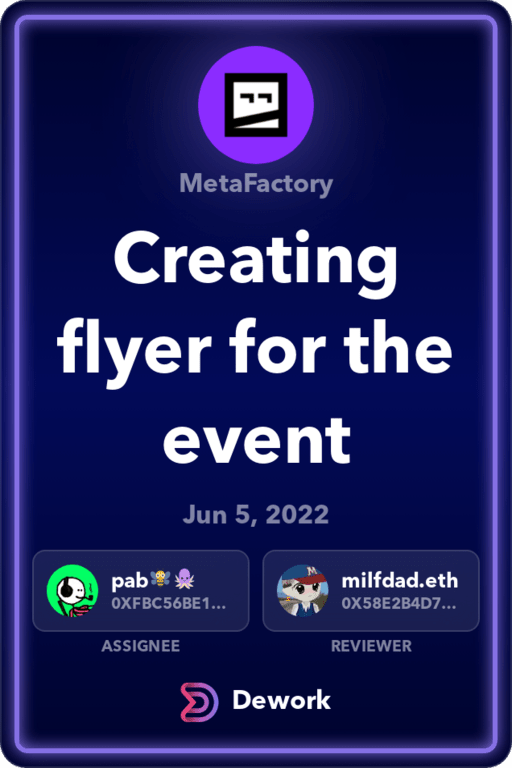 MetaFactory
Creating
flyer for the
event
Jun 5, 2022
pab🐝🐙
0XFBC56BE1...
ASSIGNEE
milfdad.eth
0X58E2B4D7...
REVIEWER
Dework